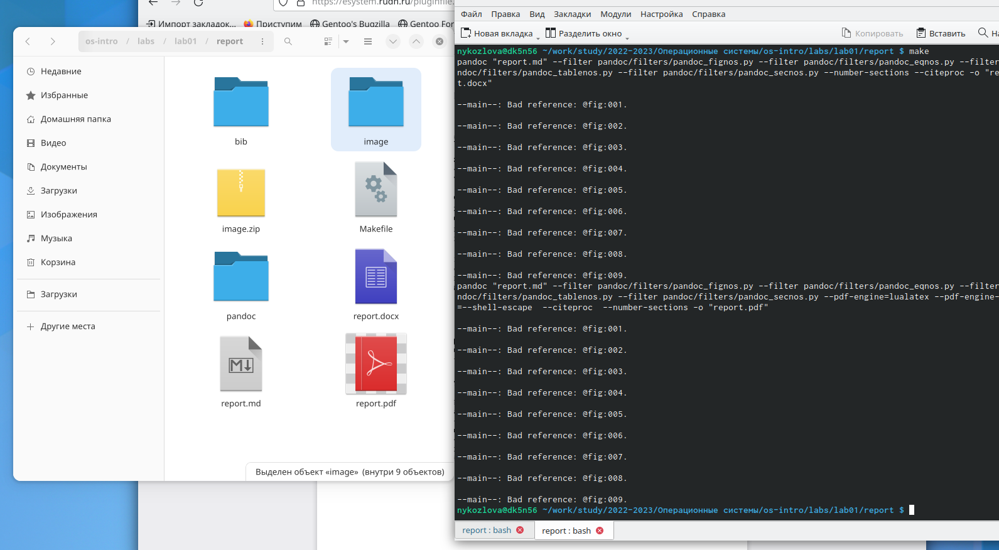 https://esystem.rudn.ru/pluginfile.
Импорт закладок...
Приступим
Gentoo's Bugzilla
Gentoo For
os-intro / labs / lab01 / report
Недавние
Избранные
Домашняя папка
Видео
Документы
Загрузки
Изображения
Музыка
Корзина
Загрузки
Другие места
bib
image
image.zip
Makefile
pandoc
report.docx
report.md
report.pdf
Выделен объект «image» (внутри 9 объектов)
Файл Правка Вид Закладки Модули Настройка Справка
Новая вкладка Разделить окно Копировать Вставить На
nykozlova@dk5n56 ~/work/study/2022-2023/Операционные системы/os-intro/labs/lab01/report $ make
pandoc "report.md" --filter pandoc/filters/pandoc_fignos.py --filter pandoc/filters/pandoc_eqnos.py --filter
ndoc/filters/pandoc_tablenos.py --filter pandoc/filters/pandoc_secnos.py --number-sections --citeproc -o "re
t.docx"
--main--: Bad reference: @fig:001.
--main--: Bad reference: @fig:002.
--main--: Bad reference: @fig:003.
--main--: Bad reference: @fig:004.
--main--: Bad reference: @fig:005.
--main--: Bad reference: @fig:006.
--main--: Bad reference: @fig:007.
--main--: Bad reference: @fig:008.
--main--: Bad reference: @fig:009.
pandoc "report.md" --filter pandoc/filters/pandoc_fignos.py --filter pandoc/filters/pandoc_eqnos.py --filter
ndoc/filters/pandoc_tablenos.py --filter pandoc/filters/pandoc_secnos.py --pdf-engine=lualatex --pdf-engine-
=--shell-escape  --citeproc  --number-sections -o "report.pdf"
--main--: Bad reference: @fig:001.
--main--: Bad reference: @fig:002.
--main--: Bad reference: @fig:003.
--main--: Bad reference: @fig:004.
--main--: Bad reference: @fig:005.
--main--: Bad reference: @fig:006.
--main--: Bad reference: @fig:007.
--main--: Bad reference: @fig:008.
--main--: Bad reference: @fig:009.
nykozlova@dk5n56 ~/work/study/2022-2023/Операционные системы/os-intro/labs/lab01/report $
report : bash
report : bash